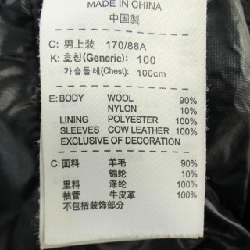 MADE IN CHINA
中国製
C: 男上装 170/88A
K: 호칭(Generic): 100
가슴둘레(Chest): 100cm
E: BODY WOOL 90%
NYLON 10%
LINING POLYESTER 100%
SLEEVES COW LEATHER 100%
EXCLUSIVE OF DECORATION
C: 面料 羊毛 90%
锦纶 10%
里料 涤纶 100%
袖管 牛皮革 100%
不包括装饰部分